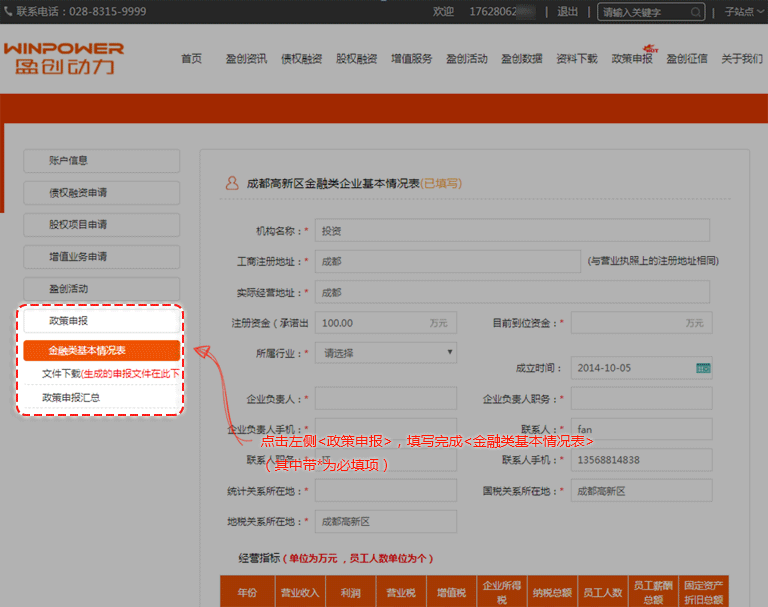 联系电话：028-8315-9999 欢迎 17628062 | 退出 | 请输入关键字 | 子站点
WINPOWER
盈创动力
首页 盈创资讯 债权融资 股权融资 增值服务 盈创活动 盈创数据 资料下载 政策申报 盈创征信 关于我们
账户信息
债权融资申请
股权项目申请
增值业务申请
盈创活动
政策申报
金融类基本情况表
文件下载(生成的申报文件在此下
政策申报汇总
成都高新区金融类企业基本情况表(已填写)
机构名称：* 投资
工商注册地址：* 成都 (与营业执照上的注册地址相同)
实际经营地址：* 成都
注册资金（承诺出 100.00 万元 目前到位资金：* 万元
所属行业：* 请选择
成立时间： 2014-10-05
企业负责人：* 企业负责人职务：*
企业负责人手机：* 联系人：* fan
点击左侧<政策申报>，填写完成<金融类基本情况表>
联系人职务：* 联系人手机：* 13568814838
（其中带*为必填项）
统计关系所在地：* 国税关系所在地：* 成都高新区
地税关系所在地：* 成都高新区
经营指标（单位为万元，员工人数单位为个）
年份 营业收入 利润 营业税 增值税 企业所得税 纳税总额 员工人数 员工薪酬总额 固定资产折旧总额